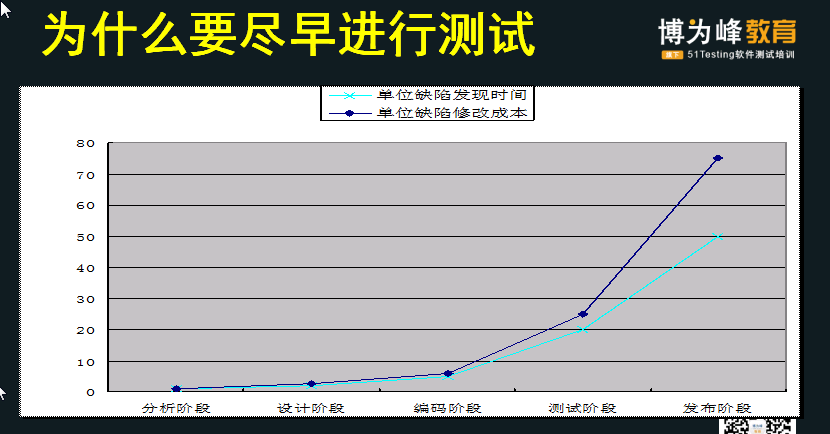 为什么要尽早进行测试
博为峰教育
旗下 51Testing软件测试培训
单位缺陷发现时间
单位缺陷修改成本
80
70
60
50
40
30
20
10
0
分析阶段 设计阶段 编码阶段 测试阶段 发布阶段